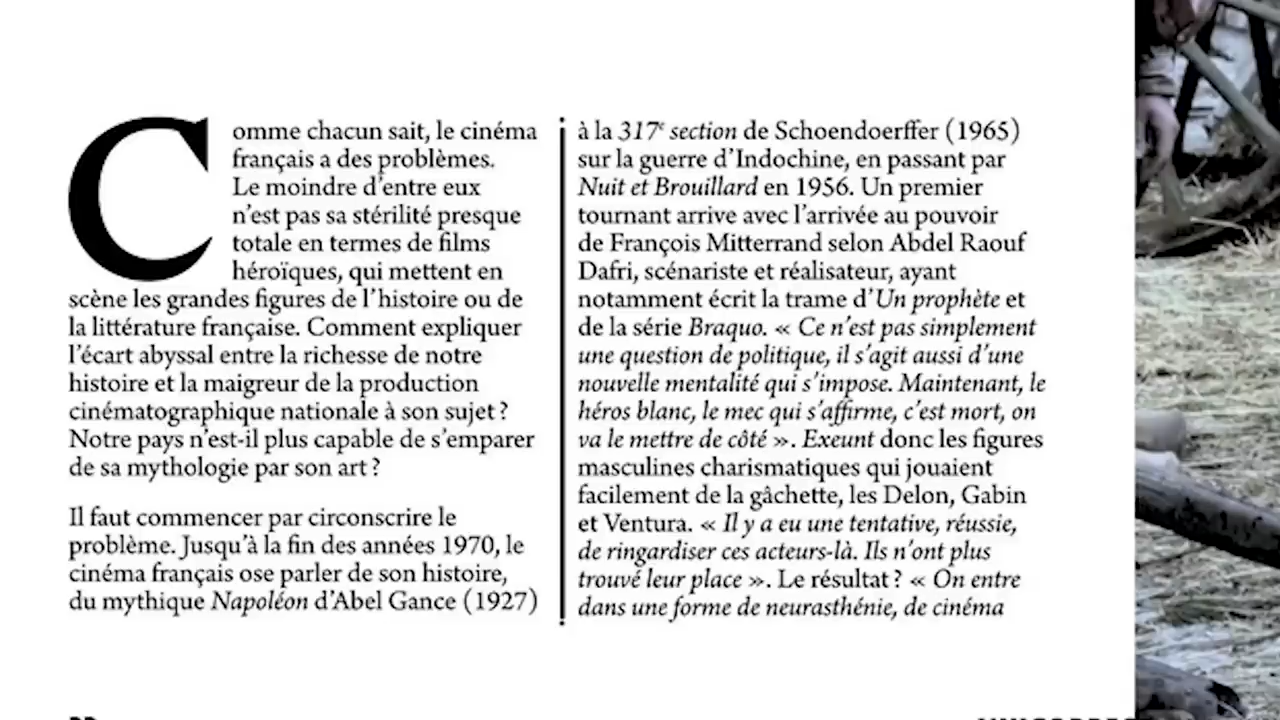 Comme chacun sait, le cinéma
français a des problèmes.
Le moindre d'entre eux
n'est pas sa stérilité presque
totale en termes de films
héroïques, qui mettent en
scène les grandes figures de l'histoire ou de
la littérature française. Comment expliquer
l'écart abyssal entre la richesse de notre
histoire et la maigreur de la production
cinématographique nationale à son sujet ?
Notre pays n'est-il plus capable de s'emparer
de sa mythologie par son art ?
Il faut commencer par circonscrire le
problème. Jusqu'à la fin des années 1970, le
cinéma français ose parler de son histoire,
du mythique Napoléon d'Abel Gance (1927)
à la 317e section de Schoendoerffer (1965)
sur la guerre d'Indochine, en passant par
Nuit et Brouillard en 1956. Un premier
tournant arrive avec l'arrivée au pouvoir
de François Mitterrand selon Abdel Raouf
Dafri, scénariste et réalisateur, ayant
notamment écrit la trame d'Un prophète et
de la série Braquo. « Ce n'est pas simplement
une question de politique, il s'agit aussi d'une
nouvelle mentalité qui s'impose. Maintenant, le
héros blanc, le mec qui s'affirme, c'est mort, on
va le mettre de côté ». Exeunt donc les figures
masculines charismatiques qui jouaient
facilement de la gâchette, les Delon, Gabin
et Ventura. « Il y a eu une tentative, réussie,
de ringardiser ces acteurs-là. Ils n'ont plus
trouvé leur place ». Le résultat ? « On entre
dans une forme de neurasthénie, de cinéma